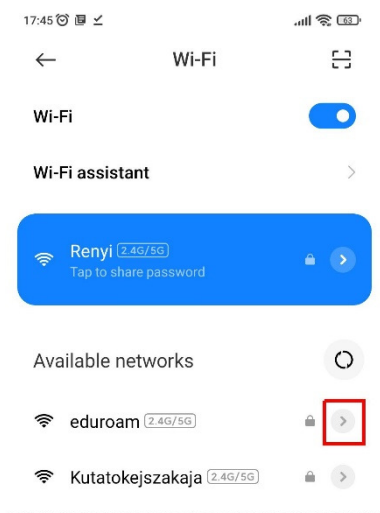 17:45 63
Wi-Fi
Wi-Fi
Wi-Fi assistant
Renyi 2.4G/5G
Tap to share password
Available networks
eduroam 2.4G/5G
Kutatokejszakaja 2.4G/5G